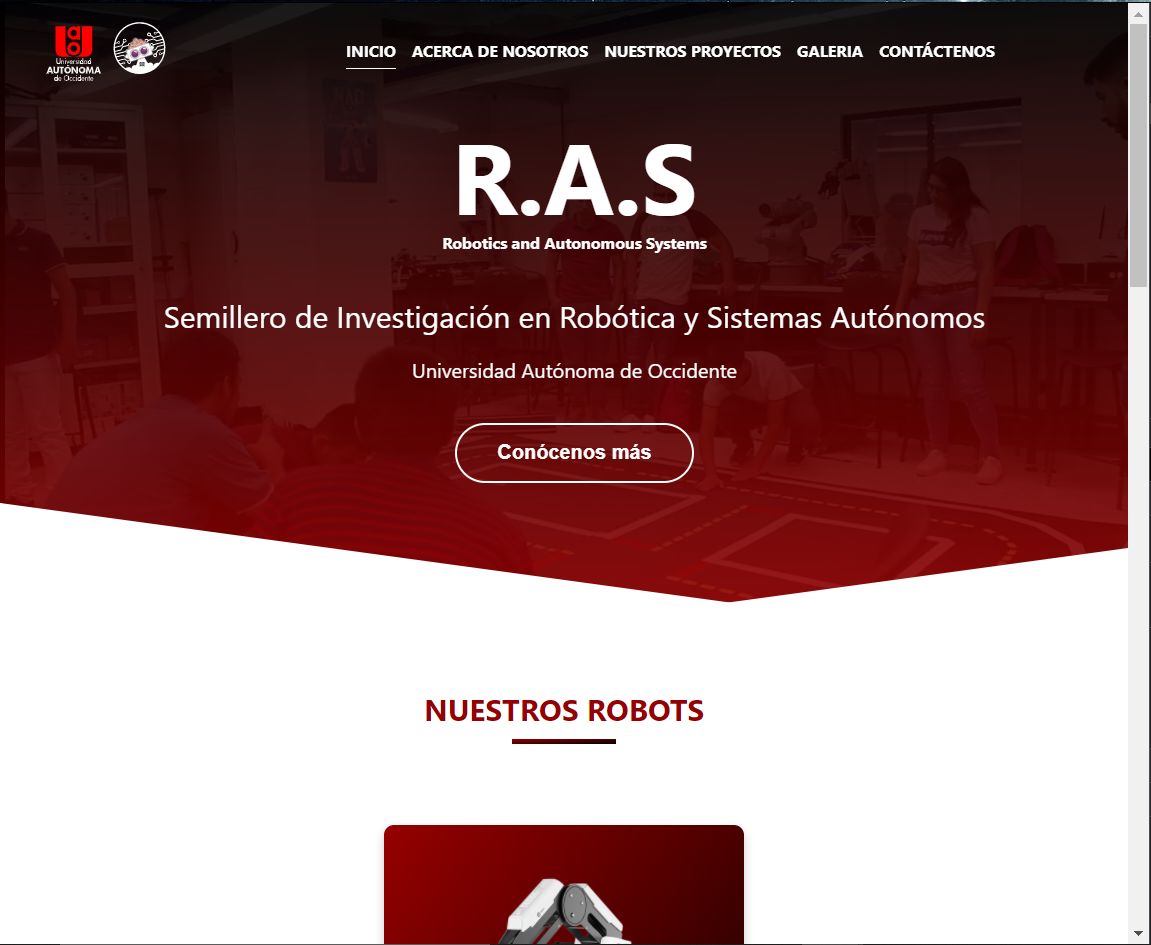 Universidad
AUTÓNOMA
de Occidente
INICIO ACERCA DE NOSOTROS NUESTROS PROYECTOS GALERIA CONTÁCTENOS
R.A.S
Robotics and Autonomous Systems
Semillero de Investigación en Robótica y Sistemas Autónomos
Universidad Autónoma de Occidente
Conócenos más
NUESTROS ROBOTS